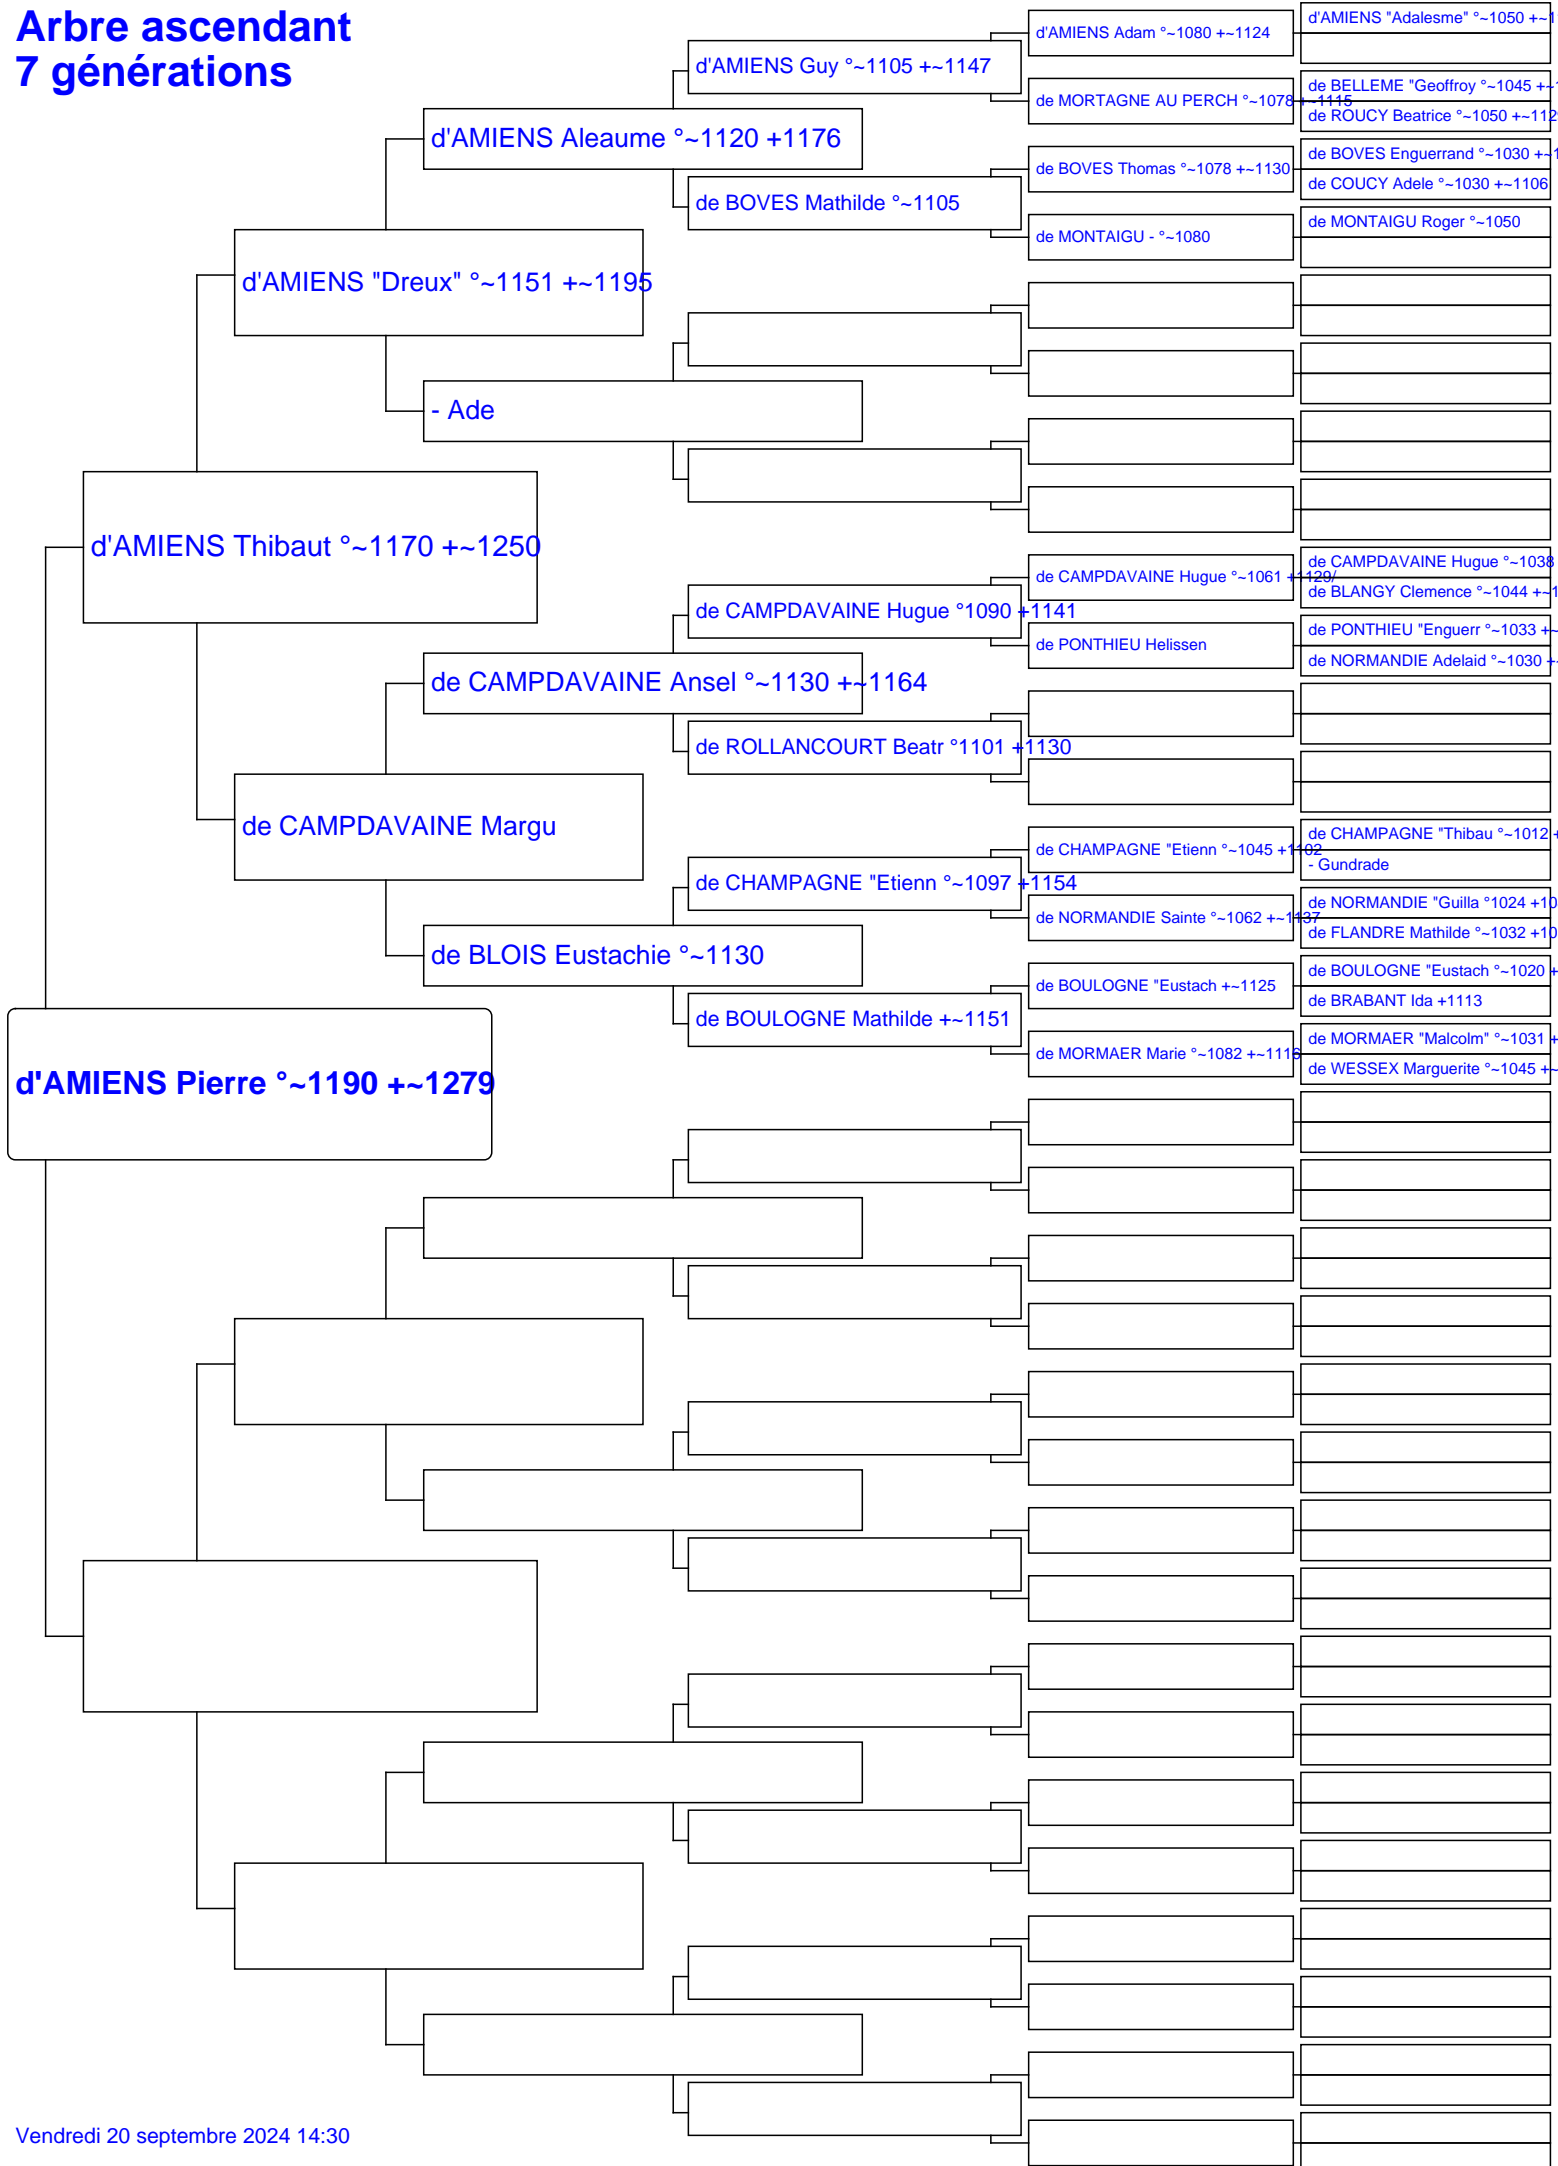 Arbre ascendant
7 générations
d'AMIENS "Adalesme" °~1050 +~1
d'AMIENS Adam °~1080 +~1124
d'AMIENS Guy °~1105 +~1147
de BELLEME "Geoffroy °~1045 +~1
de MORTAGNE AU PERCH °~1078 +~1115
de ROUCY Beatrice °~1050 +~112
d'AMIENS Aleaume °~1120 +1176
de BOVES Enguerrand °~1030 +~1
de BOVES Thomas °~1078 +~1130
de COUCY Adele °~1030 +~1106
de BOVES Mathilde °~1105
de MONTAIGU Roger °~1050
de MONTAIGU - °~1080
d'AMIENS "Dreux" °~1151 +~1195
- Ade
d'AMIENS Thibaut °~1170 +~1250
de CAMPDAVAINE Hugue °~1038
de CAMPDAVAINE Hugue °~1061 +1129/
de BLANGY Clemence °~1044 +~1
de CAMPDAVAINE Hugue °1090 +1141
de PONTHIEU "Enguerr °~1033 +~
de PONTHIEU Helissen
de NORMANDIE Adelaid °~1030 +~
de CAMPDAVAINE Ansel °~1130 +~1164
de ROLLANCOURT Beatr °1101 +1130
de CAMPDAVAINE Margu
de CHAMPAGNE "Thibau °~1012 +
de CHAMPAGNE "Etienn °~1045 +1102
- Gundrade
de CHAMPAGNE "Etienn °~1097 +1154
de NORMANDIE "Guilla °1024 +10
de NORMANDIE Sainte °~1062 +~1137
de FLANDRE Mathilde °~1032 +10
de BLOIS Eustachie °~1130
de BOULOGNE "Eustach °~1020 +
de BOULOGNE "Eustach +~1125
de BRABANT Ida +1113
de BOULOGNE Mathilde +~1151
de MORMAER "Malcolm" °~1031 +
de MORMAER Marie °~1082 +~1116
de WESSEX Marguerite °~1045 +~
d'AMIENS Pierre °~1190 +~1279
Vendredi 20 septembre 2024 14:30